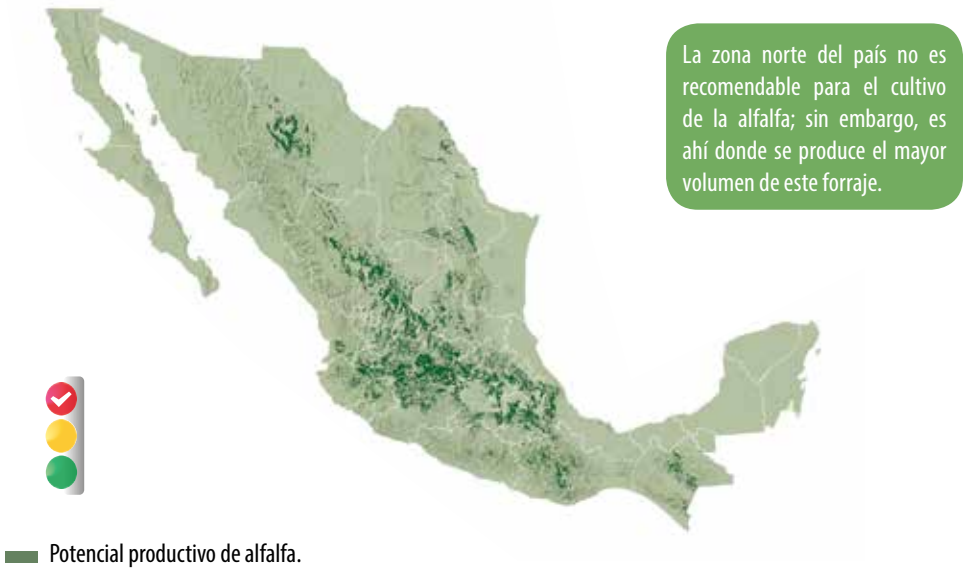 La zona norte del país no es
recomendable para el cultivo
de la alfalfa; sin embargo, es
ahí donde se produce el mayor
volumen de este forraje.
Potencial productivo de alfalfa.